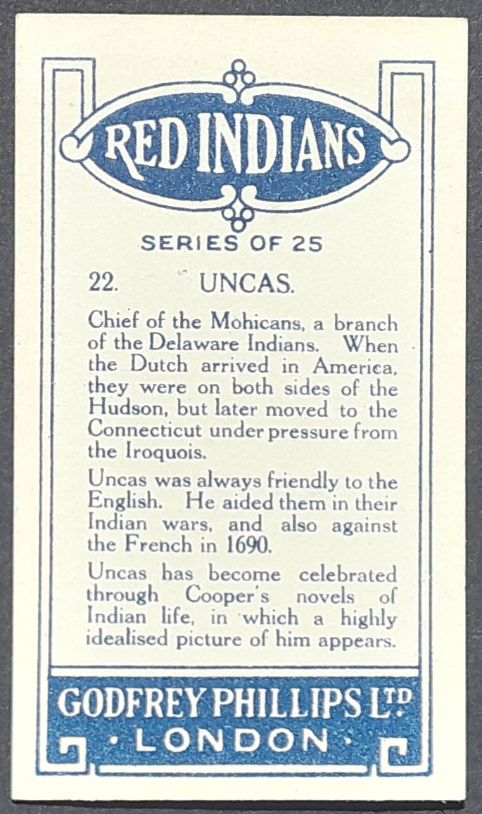 RED INDIANS
SERIES OF 25
22. UNCAS.
Chief of the Mohicans, a branch
of the Delaware Indians. When
the Dutch arrived in America,
they were on both sides of the
Hudson, but later moved to the
Connecticut under pressure from
the Iroquois.
Uncas was always friendly to the
English. He aided them in their
Indian wars, and also against
the French in 1690.
Uncas has become celebrated
through Cooper's novels of
Indian life, in which a highly
idealised picture of him appears.
GODFREY PHILLIPS LTD.
· LONDON ·